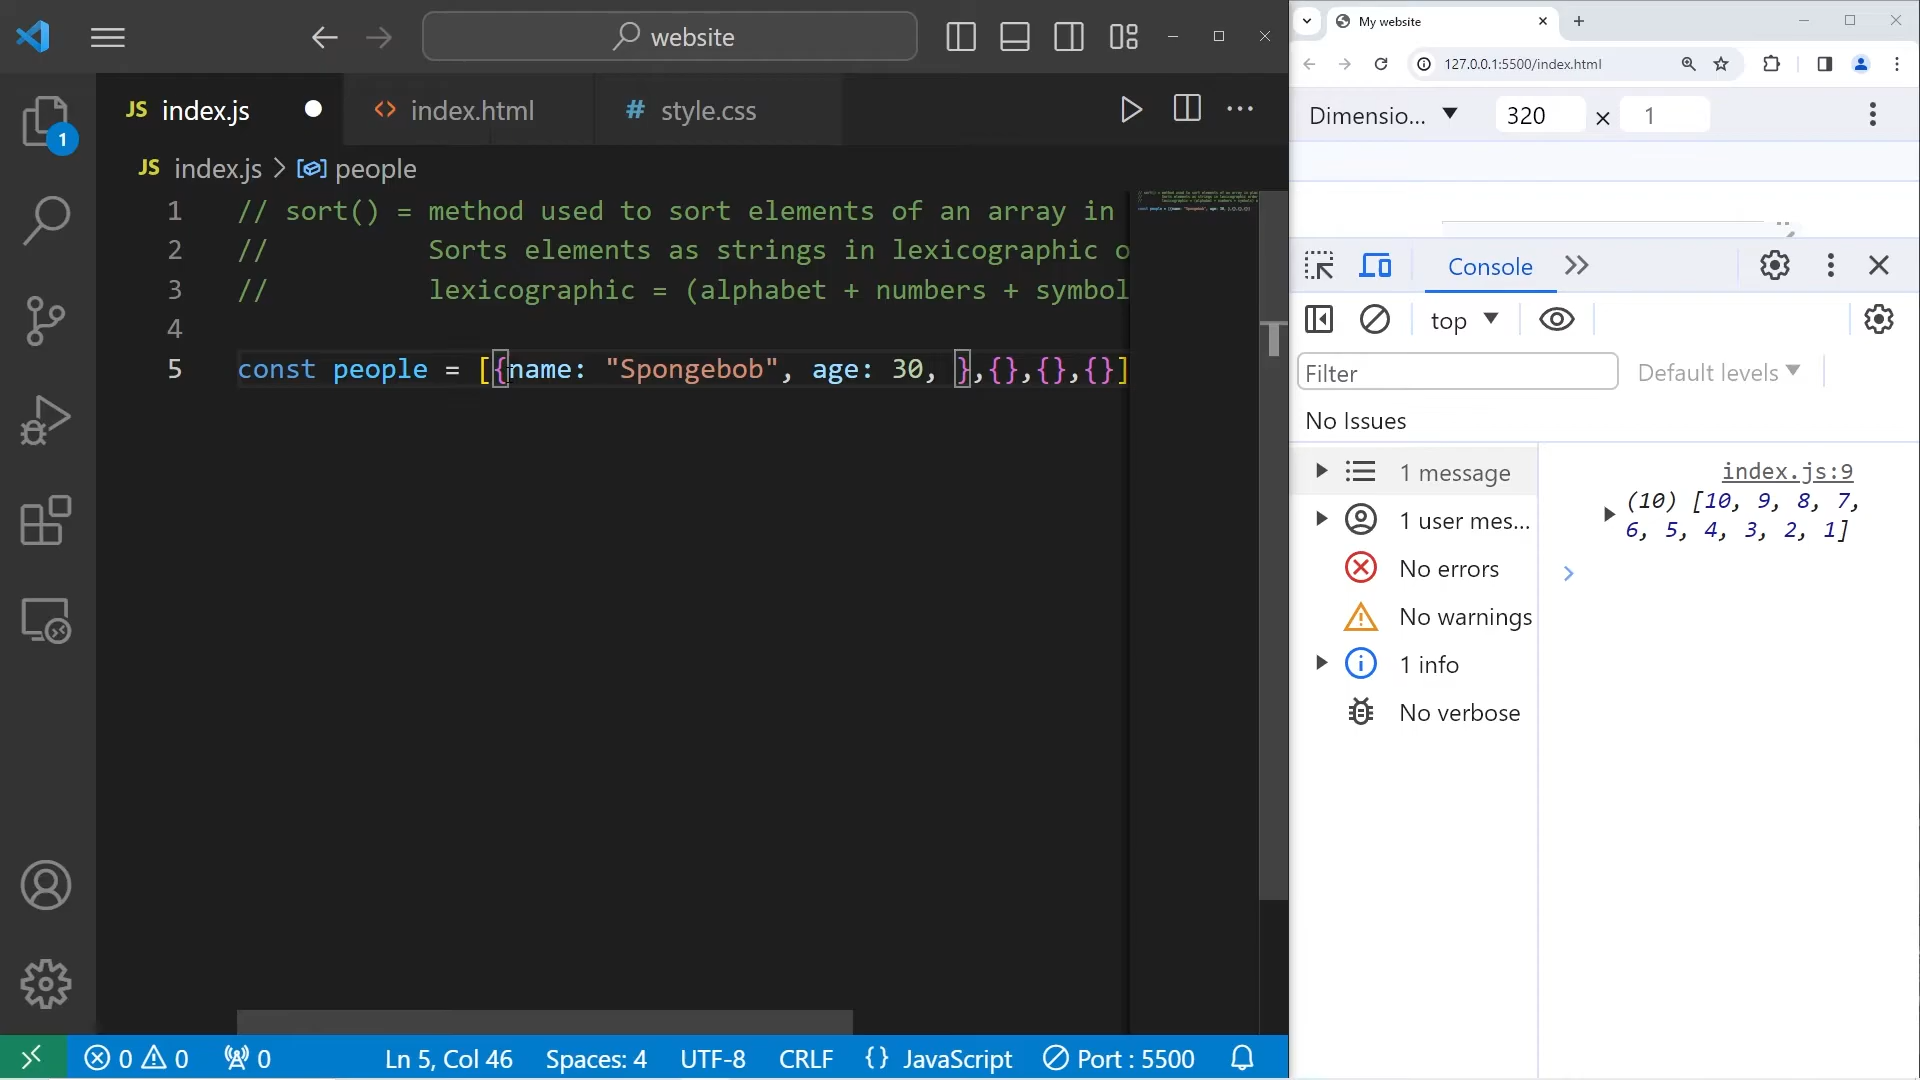 website
JS index.js
<> index.html
# style.css
JS index.js > people
1 // sort() = method used to sort elements of an array in
2 // Sorts elements as strings in lexicographic o
3 // lexicographic = (alphabet + numbers + symbol
4
5 const people = [{name: "Spongebob", age: 30, },{},{},{}]
1
0 0 0 Ln 5, Col 46 Spaces: 4 UTF-8 CRLF {} JavaScript Port : 5500
My website
127.0.0.1:5500/index.html
Dimensio... 320 × 1
Console
top
Filter Default levels
No Issues
1 message
1 user mes...
No errors
No warnings
1 info
No verbose
index.js:9
(10) [10, 9, 8, 7,
6, 5, 4, 3, 2, 1]